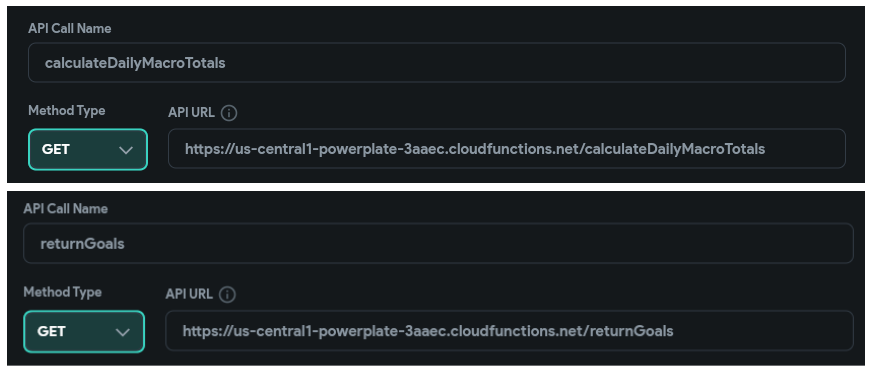 API Call Name
calculateDailyMacroTotals
Method Type API URL
GET https://us-central1-powerplate-3aaec.cloudfunctions.net/calculateDailyMacroTotals
API Call Name
returnGoals
Method Type API URL
GET https://us-central1-powerplate-3aaec.cloudfunctions.net/returnGoals